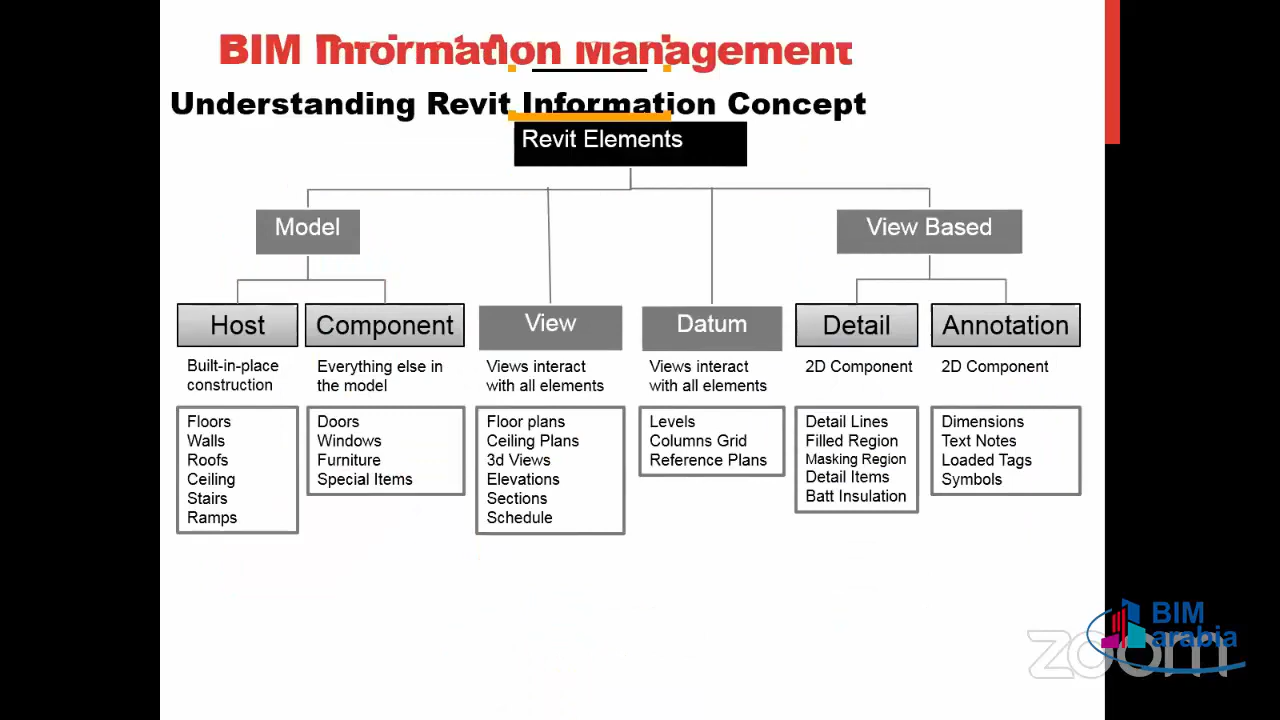 BIM Information management
Understanding Revit Information Concept
Revit Elements
Model
View Based
Host
Component
View
Datum
Detail
Annotation
Built-in-place
construction
Everything else in
the model
Views interact
with all elements
Views interact
with all elements
2D Component
2D Component
Floors
Walls
Roofs
Ceiling
Stairs
Ramps
Doors
Windows
Furniture
Special Items
Floor plans
Ceiling Plans
3d Views
Elevations
Sections
Schedule
Levels
Columns Grid
Reference Plans
Detail Lines
Filled Region
Masking Region
Detail Items
Batt Insulation
Dimensions
Text Notes
Loaded Tags
Symbols
BIM
arabia
zoom